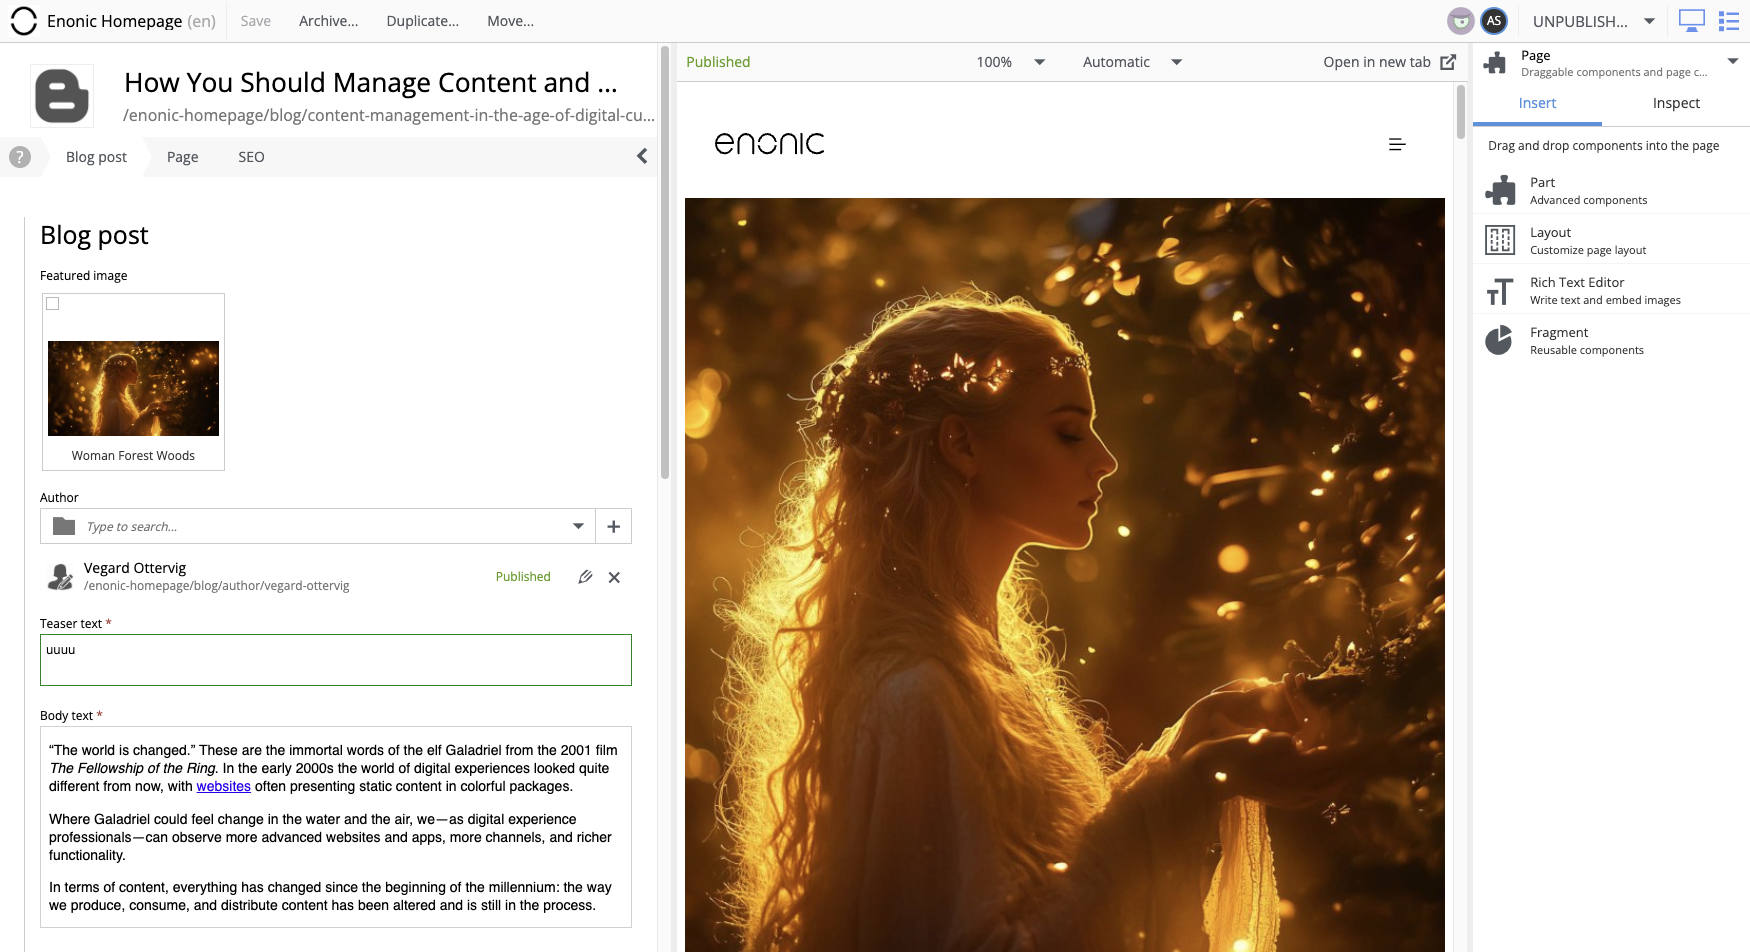 Enonic Homepage (en)
Save
Archive...
Duplicate...
Move...
AS
UNPUBLISH...
How You Should Manage Content and ...
/enonic-homepage/blog/content-management-in-the-age-of-digital-cu...
?
Blog post
Page
SEO
Blog post
Featured image
Woman Forest Woods
Author
Type to search...
Vegard Ottervig
/enonic-homepage/blog/author/vegard-ottervig
Published
Teaser text *
uuuu
Body text *
“The world is changed.” These are the immortal words of the elf Galadriel from the 2001 film
The Fellowship of the Ring. In the early 2000s the world of digital experiences looked quite
different from now, with websites often presenting static content in colorful packages.
Where Galadriel could feel change in the water and the air, we—as digital experience
professionals—can observe more advanced websites and apps, more channels, and richer
functionality.
In terms of content, everything has changed since the beginning of the millennium: the way
we produce, consume, and distribute content has been altered and is still in the process.
Published
100%
Automatic
Open in new tab
enonic
Page
Draggable components and page c...
Insert
Inspect
Drag and drop components into the page
Part
Advanced components
Layout
Customize page layout
Rich Text Editor
Write text and embed images
Fragment
Reusable components